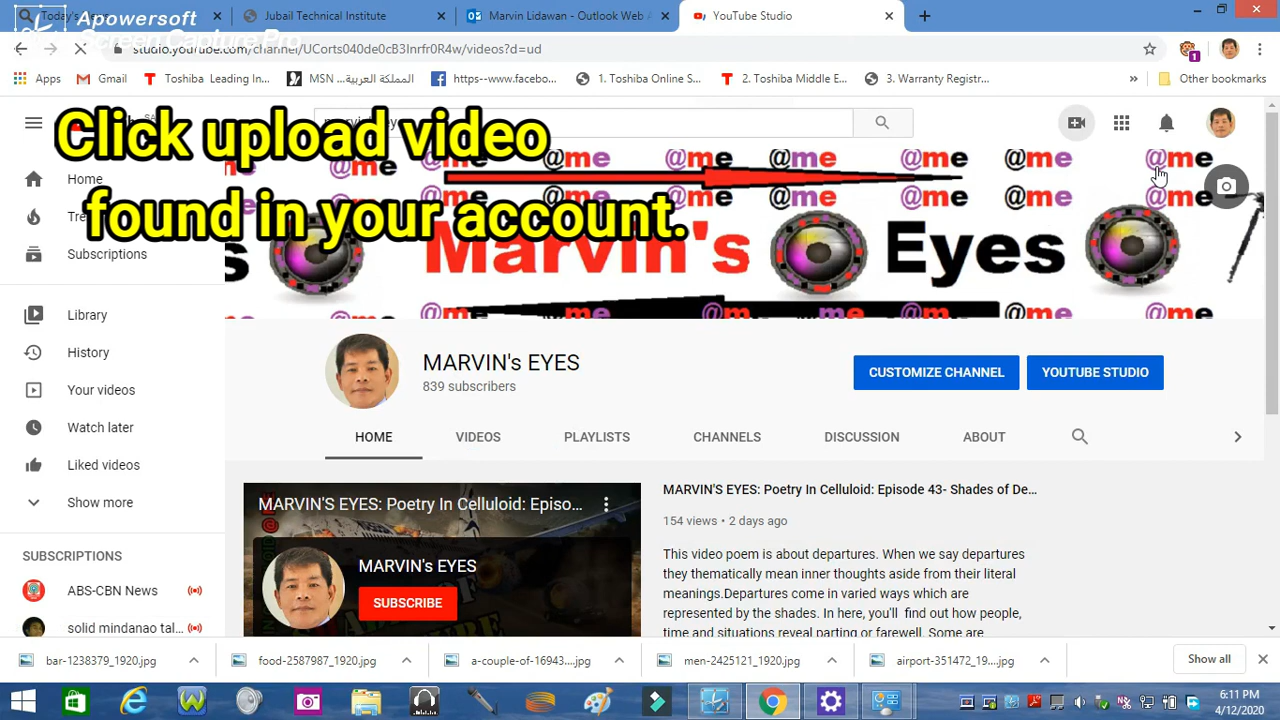 Apowersoft
Screen Capture Pro
Today's
Jubail Technical Institute
Marvin Lidawan - Outlook Web A
YouTube Studio
studio.youtube.com/channel/UCorts040de0cB3Inrfr0R4w/videos?d=ud
Apps
Gmail
Toshiba Leading In...
MSN المملكة العربية...
https--www.facebo...
1. Toshiba Online S...
2. Toshiba Middle E...
3. Warranty Registr...
Other bookmarks
Click upload video
found in your account.
@me @me @me @me @me @me
Marvin's Eyes
Home
Subscriptions
Library
History
Your videos
Watch later
Liked videos
Show more
SUBSCRIPTIONS
ABS-CBN News
solid mindanao tal...
MARVIN's EYES
839 subscribers
CUSTOMIZE CHANNEL
YOUTUBE STUDIO
HOME
VIDEOS
PLAYLISTS
CHANNELS
DISCUSSION
ABOUT
MARVIN'S EYES: Poetry In Celluloid: Episo...
MARVIN's EYES
SUBSCRIBE
MARVIN'S EYES: Poetry In Celluloid: Episode 43- Shades of De...
154 views • 2 days ago
This video poem is about departures. When we say departures
they thematically mean inner thoughts aside from their literal
meanings.Departures come in varied ways which are
represented by the shades. In here, you'll find out how people,
time and situations reveal parting or farewell. Some are
bar-1238379_1920.jpg
food-2587987_1920.jpg
a-couple-of-16943....jpg
men-2425121_1920.jpg
airport-351472_19....jpg
Show all
6:11 PM
4/12/2020